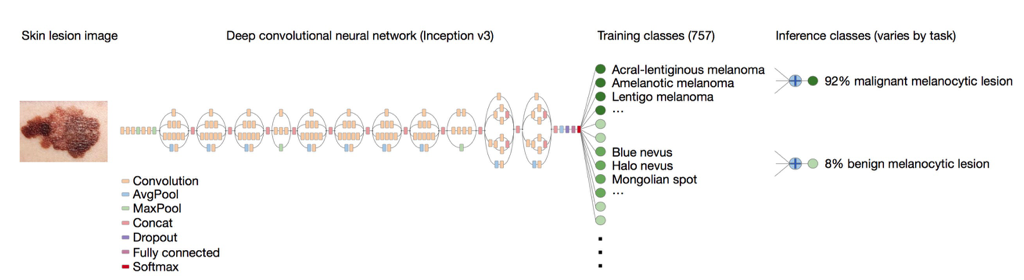 Skin lesion image
Deep convolutional neural network (Inception v3)
Training classes (757)
Inference classes (varies by task)
Acral-lentiginous melanoma
Amelanotic melanoma
Lentigo melanoma
...
92% malignant melanocytic lesion
Blue nevus
Halo nevus
Mongolian spot
...
8% benign melanocytic lesion
Convolution
AvgPool
MaxPool
Concat
Dropout
Fully connected
Softmax